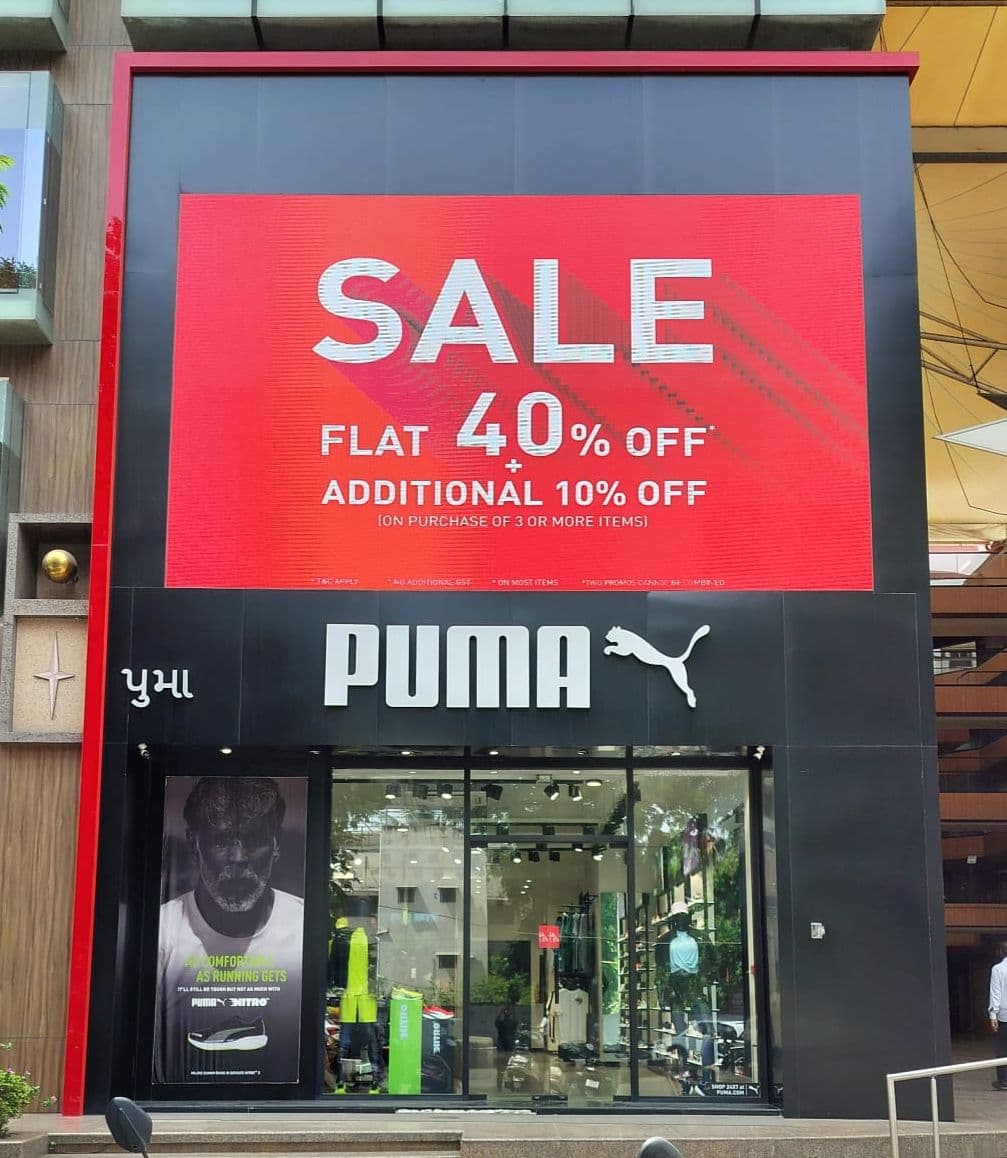 SALE
FLAT 40% OFF*
+
ADDITIONAL 10% OFF
(ON PURCHASE OF 3 OR MORE ITEMS)
* T&C APPLY * NO ADDITIONAL GST * ON MOST ITEMS *TWO PROMOS CANNOT BE COMBINED
PUMA
પુમા
AS COMFORTABLE
AS RUNNING GETS
IT'LL STILL BE TOUGH BUT NOT AS MUCH WITH
PUMA NITRO
NITRO
NITRO
SHOP 24X7 at
PUMA.COM